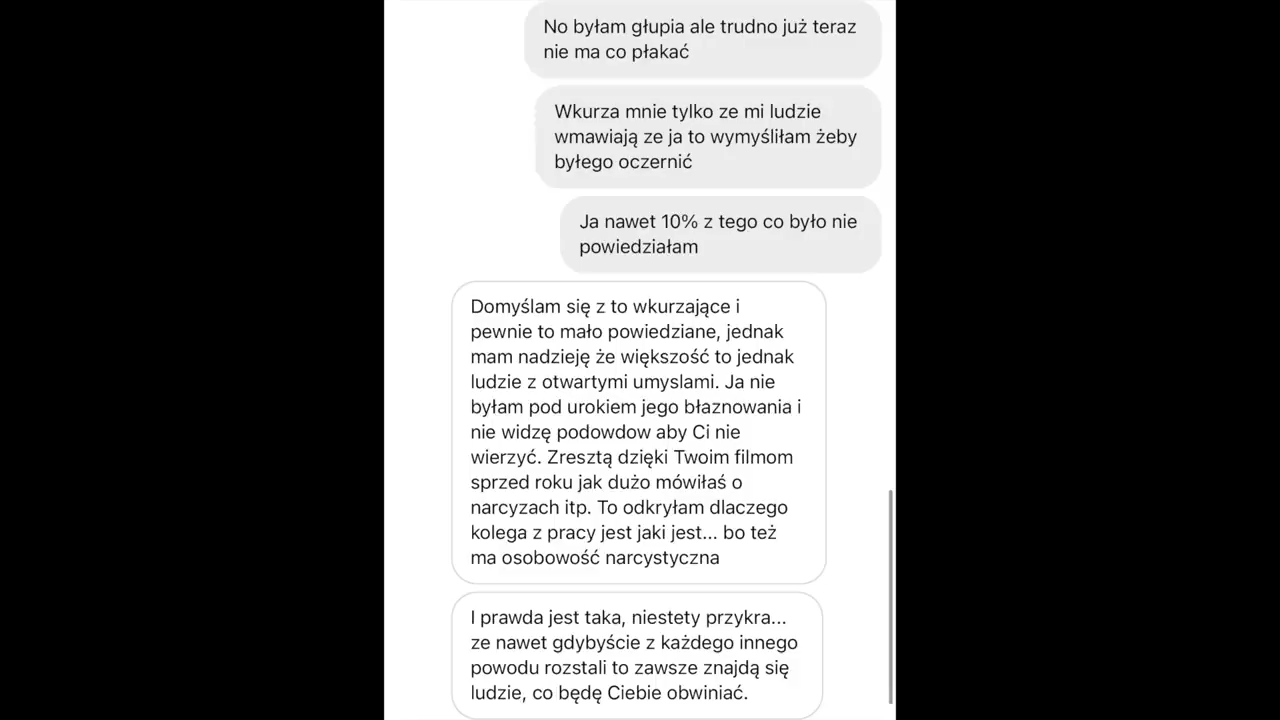 No byłam głupia ale trudno już teraz
nie ma co płakać
Wkurza mnie tylko ze mi ludzie
wmawiają ze ja to wymyśliłam żeby
byłego oczernić
Ja nawet 10% z tego co było nie
powiedziałam
Domyślam się z to wkurzające i
pewnie to mało powiedziane, jednak
mam nadzieję że większość to jednak
ludzie z otwartymi umyslami. Ja nie
byłam pod urokiem jego błaznowania i
nie widzę podowdow aby Ci nie
wierzyć. Zresztą dzięki Twoim filmom
sprzed roku jak dużo mówiłaś o
narcyzach itp. To odkryłam dlaczego
kolega z pracy jest jaki jest... bo też
ma osobowość narcystyczna
I prawda jest taka, niestety przykra...
ze nawet gdybyście z każdego innego
powodu rozstali to zawsze znajdą się
ludzie, co będę Ciebie obwiniać.